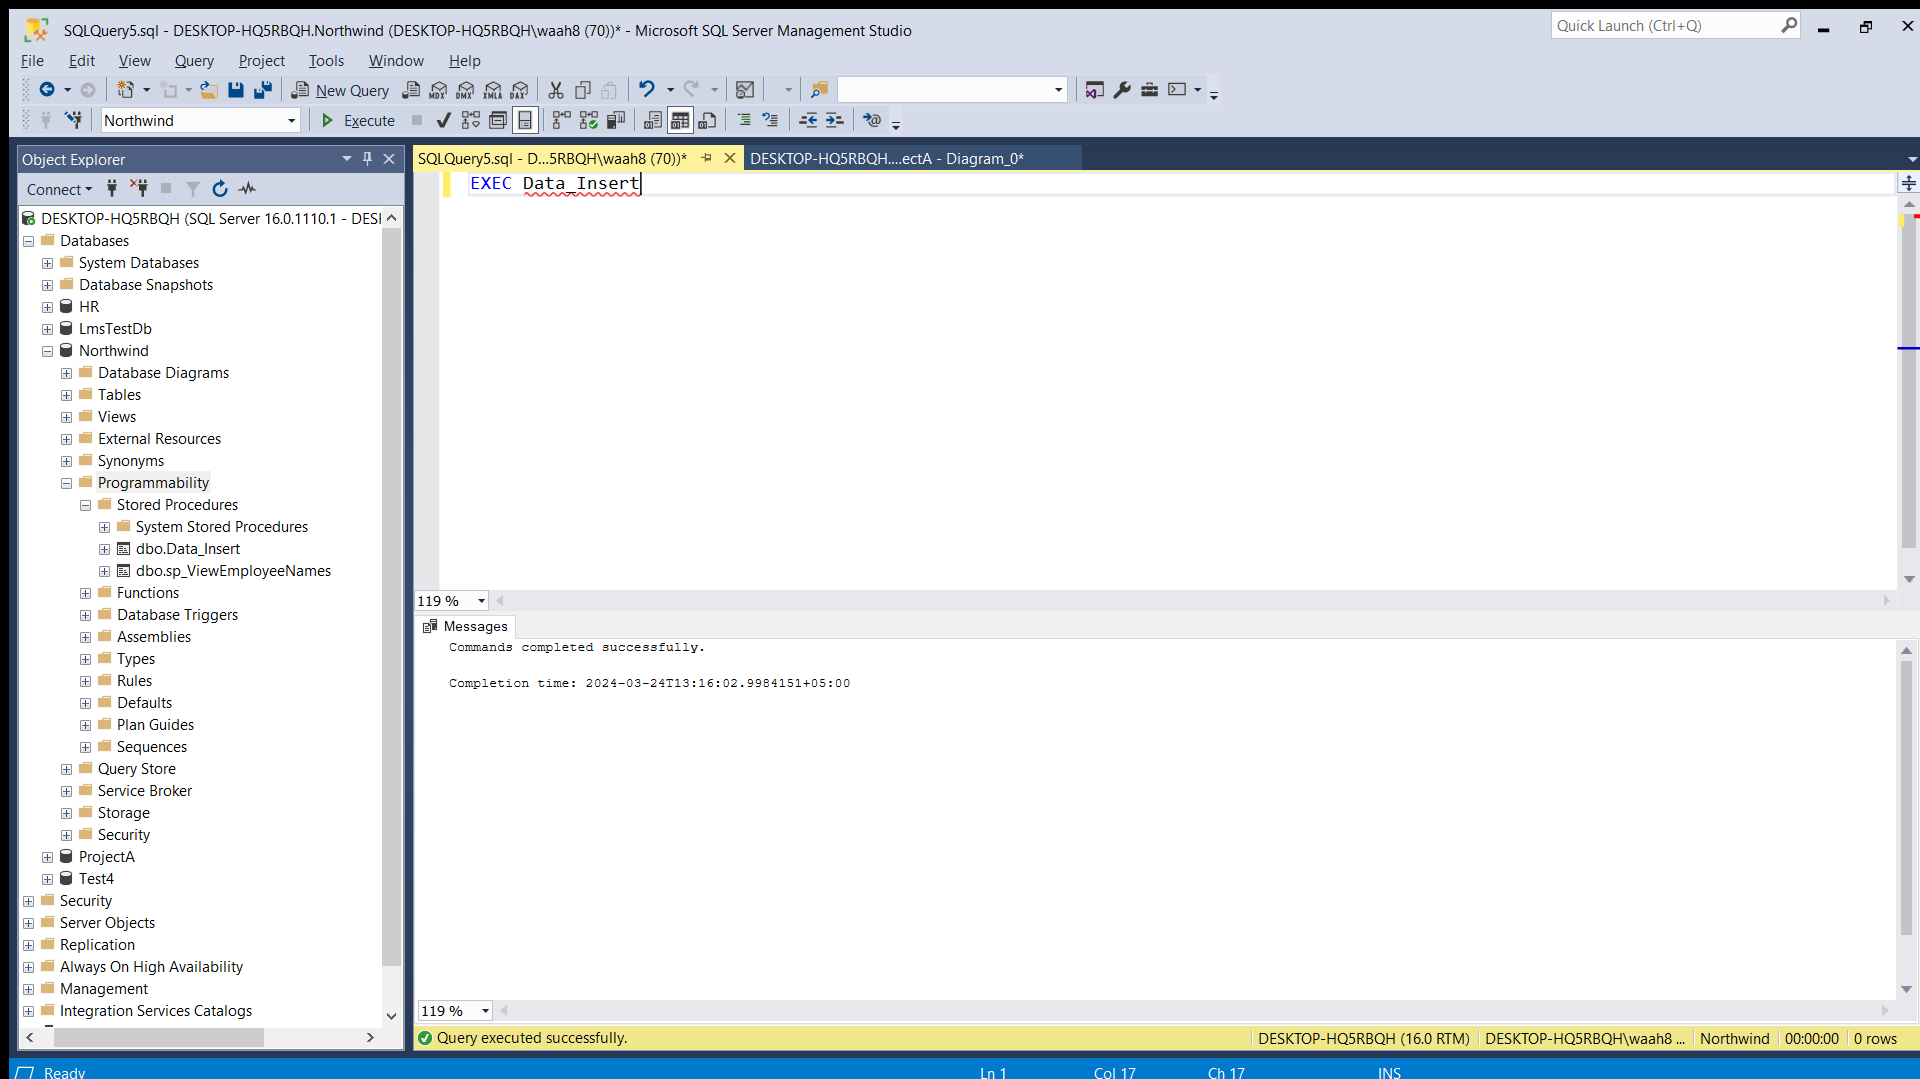 SQLQuery5.sql - DESKTOP-HQ5RBQH.Northwind (DESKTOP-HQ5RBQH\waah8 (70))* - Microsoft SQL Server Management Studio
Quick Launch (Ctrl+Q)
File Edit View Query Project Tools Window Help
New Query MDX DMX XMLA DAX
Northwind Execute
Object Explorer
SQLQuery5.sql - D...5RBQH\waah8 (70))* DESKTOP-HQ5RBQH....ectA - Diagram_0*
Connect
EXEC Data_Insert
DESKTOP-HQ5RBQH (SQL Server 16.0.1110.1 - DESI
Databases
System Databases
Database Snapshots
HR
LmsTestDb
Northwind
Database Diagrams
Tables
Views
External Resources
Synonyms
Programmability
Stored Procedures
System Stored Procedures
dbo.Data_Insert
dbo.sp_ViewEmployeeNames
Functions
Database Triggers
Assemblies
Types
Rules
Defaults
Plan Guides
Sequences
Query Store
Service Broker
Storage
Security
ProjectA
Test4
Security
Server Objects
Replication
Always On High Availability
Management
Integration Services Catalogs
119 %
Messages
Commands completed successfully.
Completion time: 2024-03-24T13:16:02.9984151+05:00
119 %
Query executed successfully. DESKTOP-HQ5RBQH (16.0 RTM) DESKTOP-HQ5RBQH\waah8 ... Northwind 00:00:00 0 rows
Ready Ln 1 Col 17 Ch 17 INS